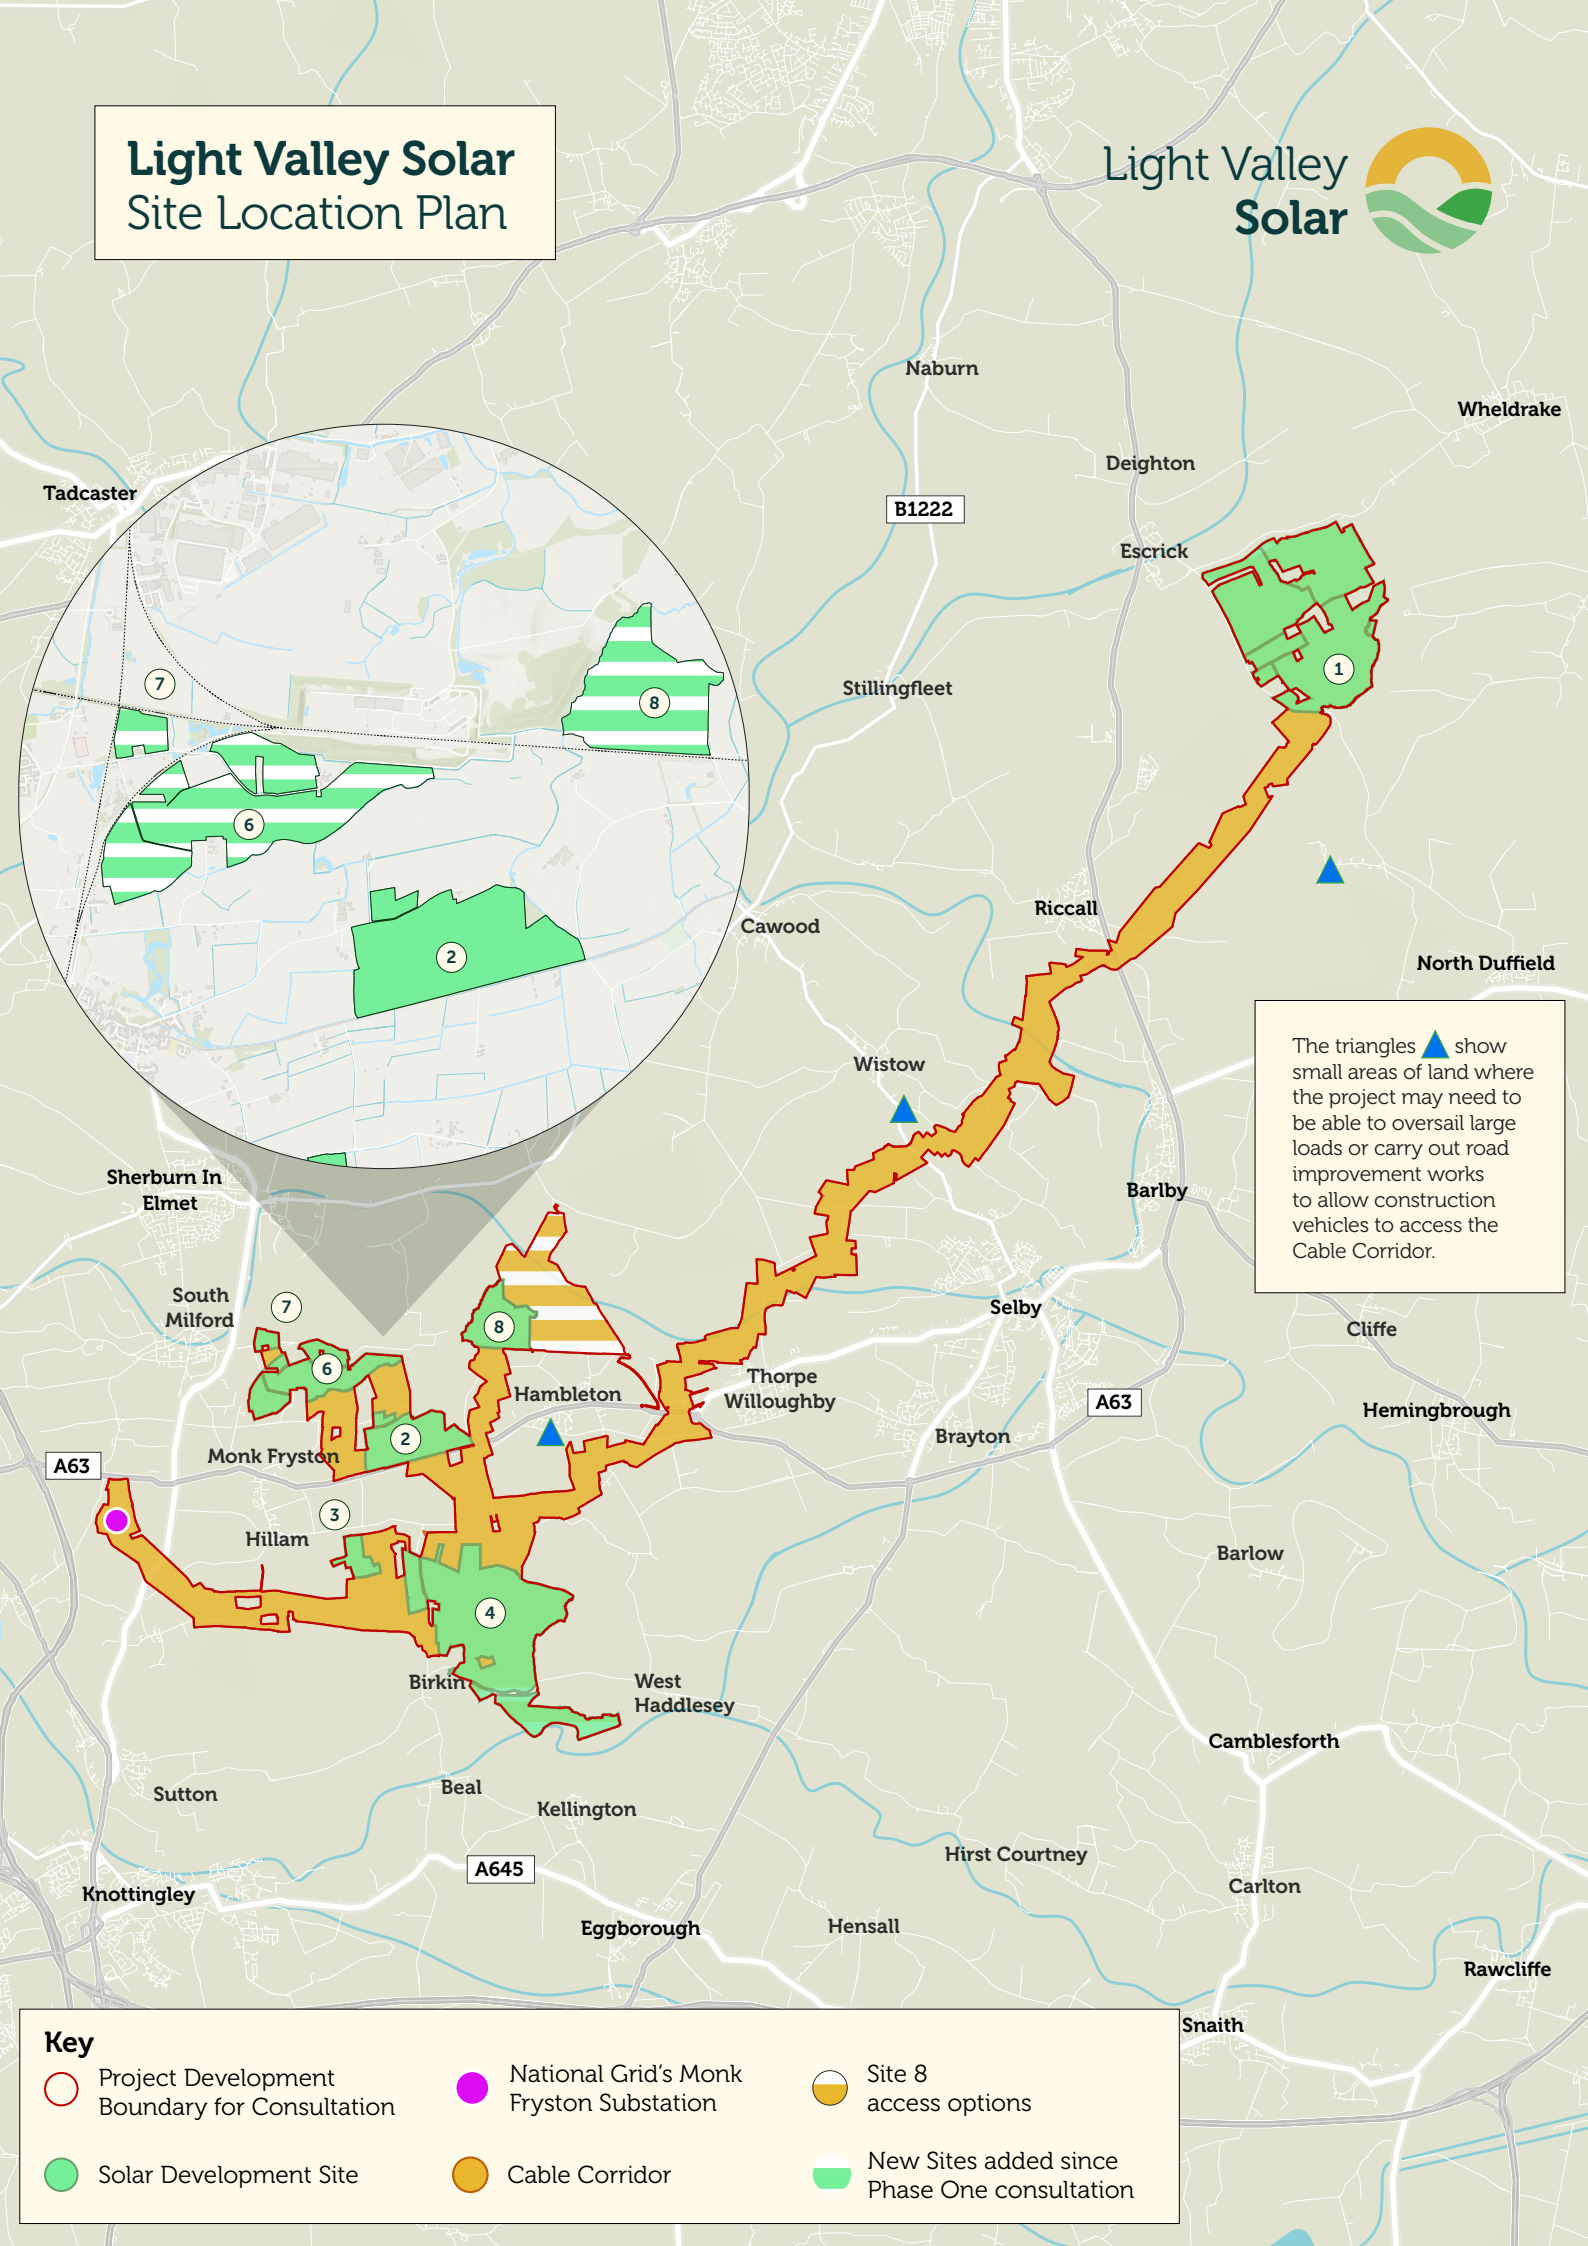 Light Valley Solar
Site Location Plan
Light Valley
Solar
Naburn
Wheldrake
Deighton
Tadcaster
B1222
Escrick
1
7
Stillingfleet
8
6
Riccall
Cawood
2
North Duffield
The triangles show
small areas of land where
the project may need to
be able to oversail large
loads or carry out road
improvement works
to allow construction
vehicles to access the
Cable Corridor.
Wistow
Sherburn In
Elmet
Barlby
South
Milford
7
Selby
8
Cliffe
6
Thorpe
Willoughby
Hambleton
A63
Hemingbrough
2
Brayton
Monk Fryston
A63
3
Hillam
Barlow
4
Birkin
West
Haddlesey
Camblesforth
Sutton
Beal
Kellington
Hirst Courtney
A645
Carlton
Knottingley
Eggborough
Hensall
Rawcliffe
Snaith
Key
Project Development
Boundary for Consultation
National Grid's Monk
Fryston Substation
Site 8
access options
Solar Development Site
Cable Corridor
New Sites added since
Phase One consultation